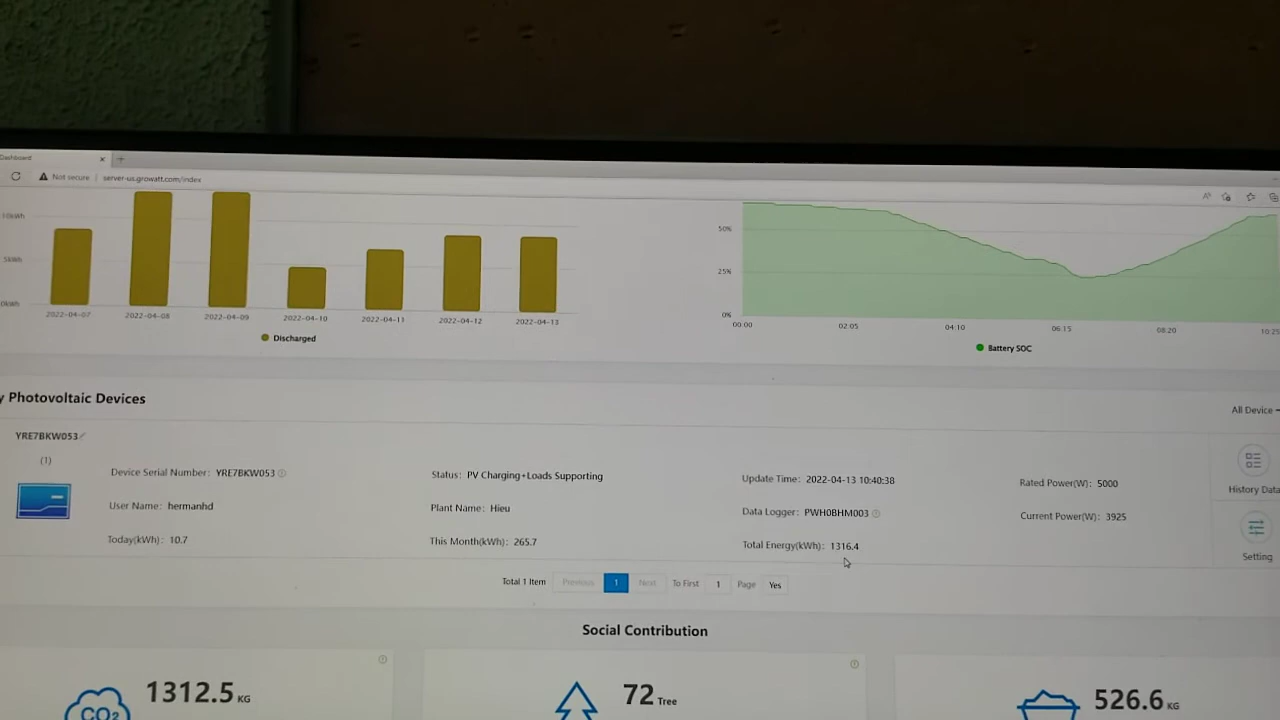 Dashboard
Not secure | server-us.growatt.com/index
10kWh
5kWh
0kWh
2022-04-07 2022-04-08 2022-04-09 2022-04-10 2022-04-11 2022-04-12 2022-04-13
Discharged
50%
25%
0%
00:00 02:05 04:10 06:15 08:20 10:25
Battery SOC
y Photovoltaic Devices
All Device
YRE7BKW053
(1)
Device Serial Number: YRE7BKW053
Status: PV Charging+Loads Supporting
Update Time: 2022-04-13 10:40:38
Rated Power(W): 5000
History Data
User Name: hermanhd
Plant Name: Hieu
Data Logger: PWH0BHM003
Current Power(W): 3925
Today(kWh): 10.7
This Month(kWh): 265.7
Total Energy(kWh): 1316.4
Setting
Total 1 Item Previous 1 Next To First 1 Page Yes
Social Contribution
CO2 1312.5 KG
72 Tree
526.6 KG